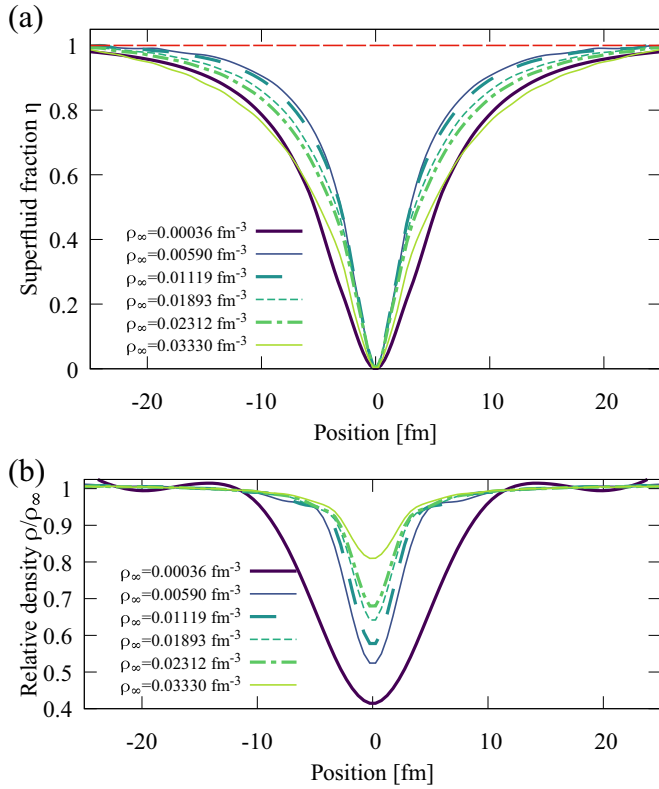 (a)
1
0.8
0.6
0.4
0.2
0
Superfluid fraction η
ρ∞=0.00036 fm-3
ρ∞=0.00590 fm-3
ρ∞=0.01119 fm-3
ρ∞=0.01893 fm-3
ρ∞=0.02312 fm-3
ρ∞=0.03330 fm-3
-20 -10 0 10 20
Position [fm]
(b)
1
0.9
0.8
0.7
0.6
0.5
0.4
Relative density ρ/ρ∞
ρ∞=0.00036 fm-3
ρ∞=0.00590 fm-3
ρ∞=0.01119 fm-3
ρ∞=0.01893 fm-3
ρ∞=0.02312 fm-3
ρ∞=0.03330 fm-3
-20 -10 0 10 20
Position [fm]